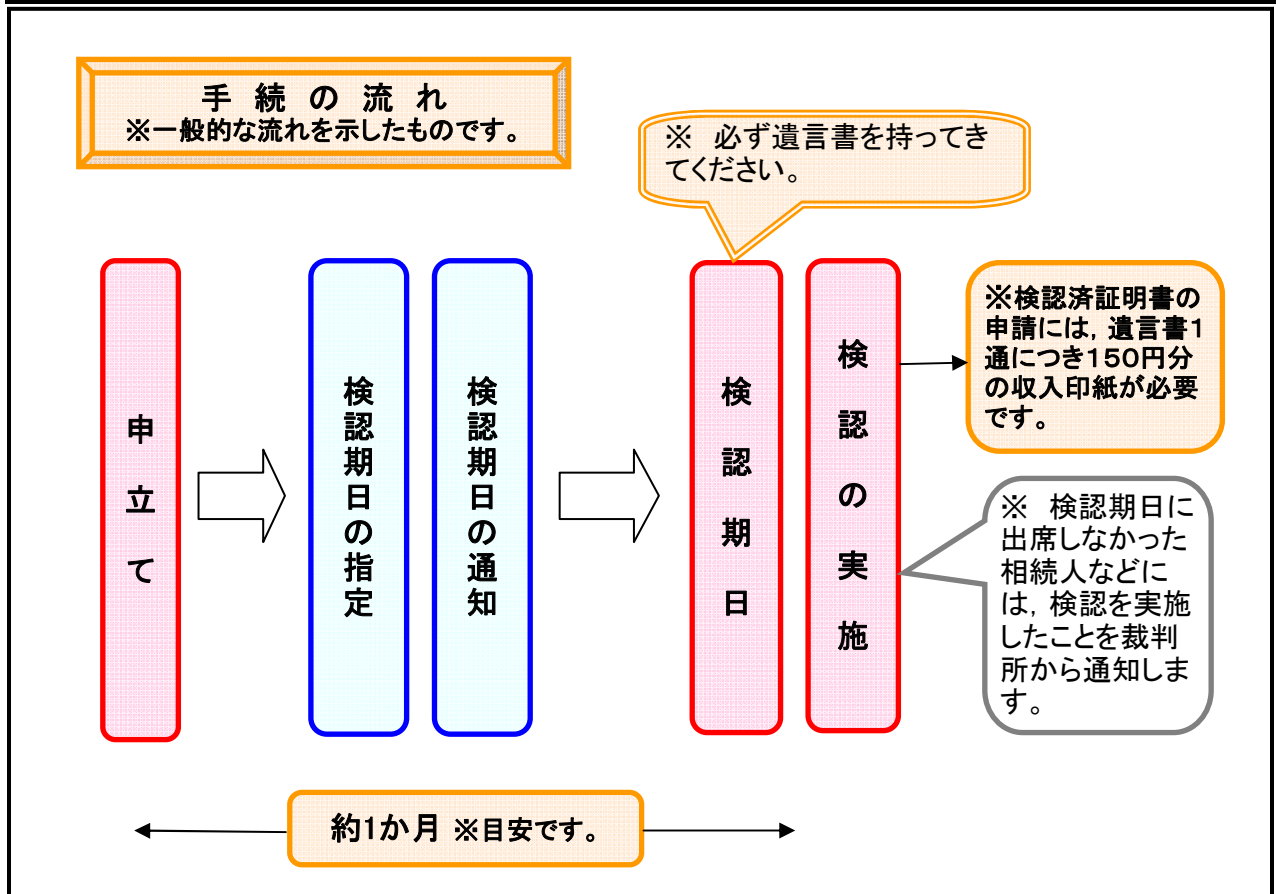 手 続 の 流 れ
※一般的な流れを示したものです。
※ 必ず遺言書を持ってき
てください。
申立て
検認期日の指定
検認期日の通知
検認期日
検認の実施
※検認済証明書の
申請には，遺言書1
通につき150円分
の収入印紙が必要
です。
※ 検認期日に
出席しなかった
相続人などに
は，検認を実施
したことを裁判
所から通知しま
す。
約1か月 ※目安です。